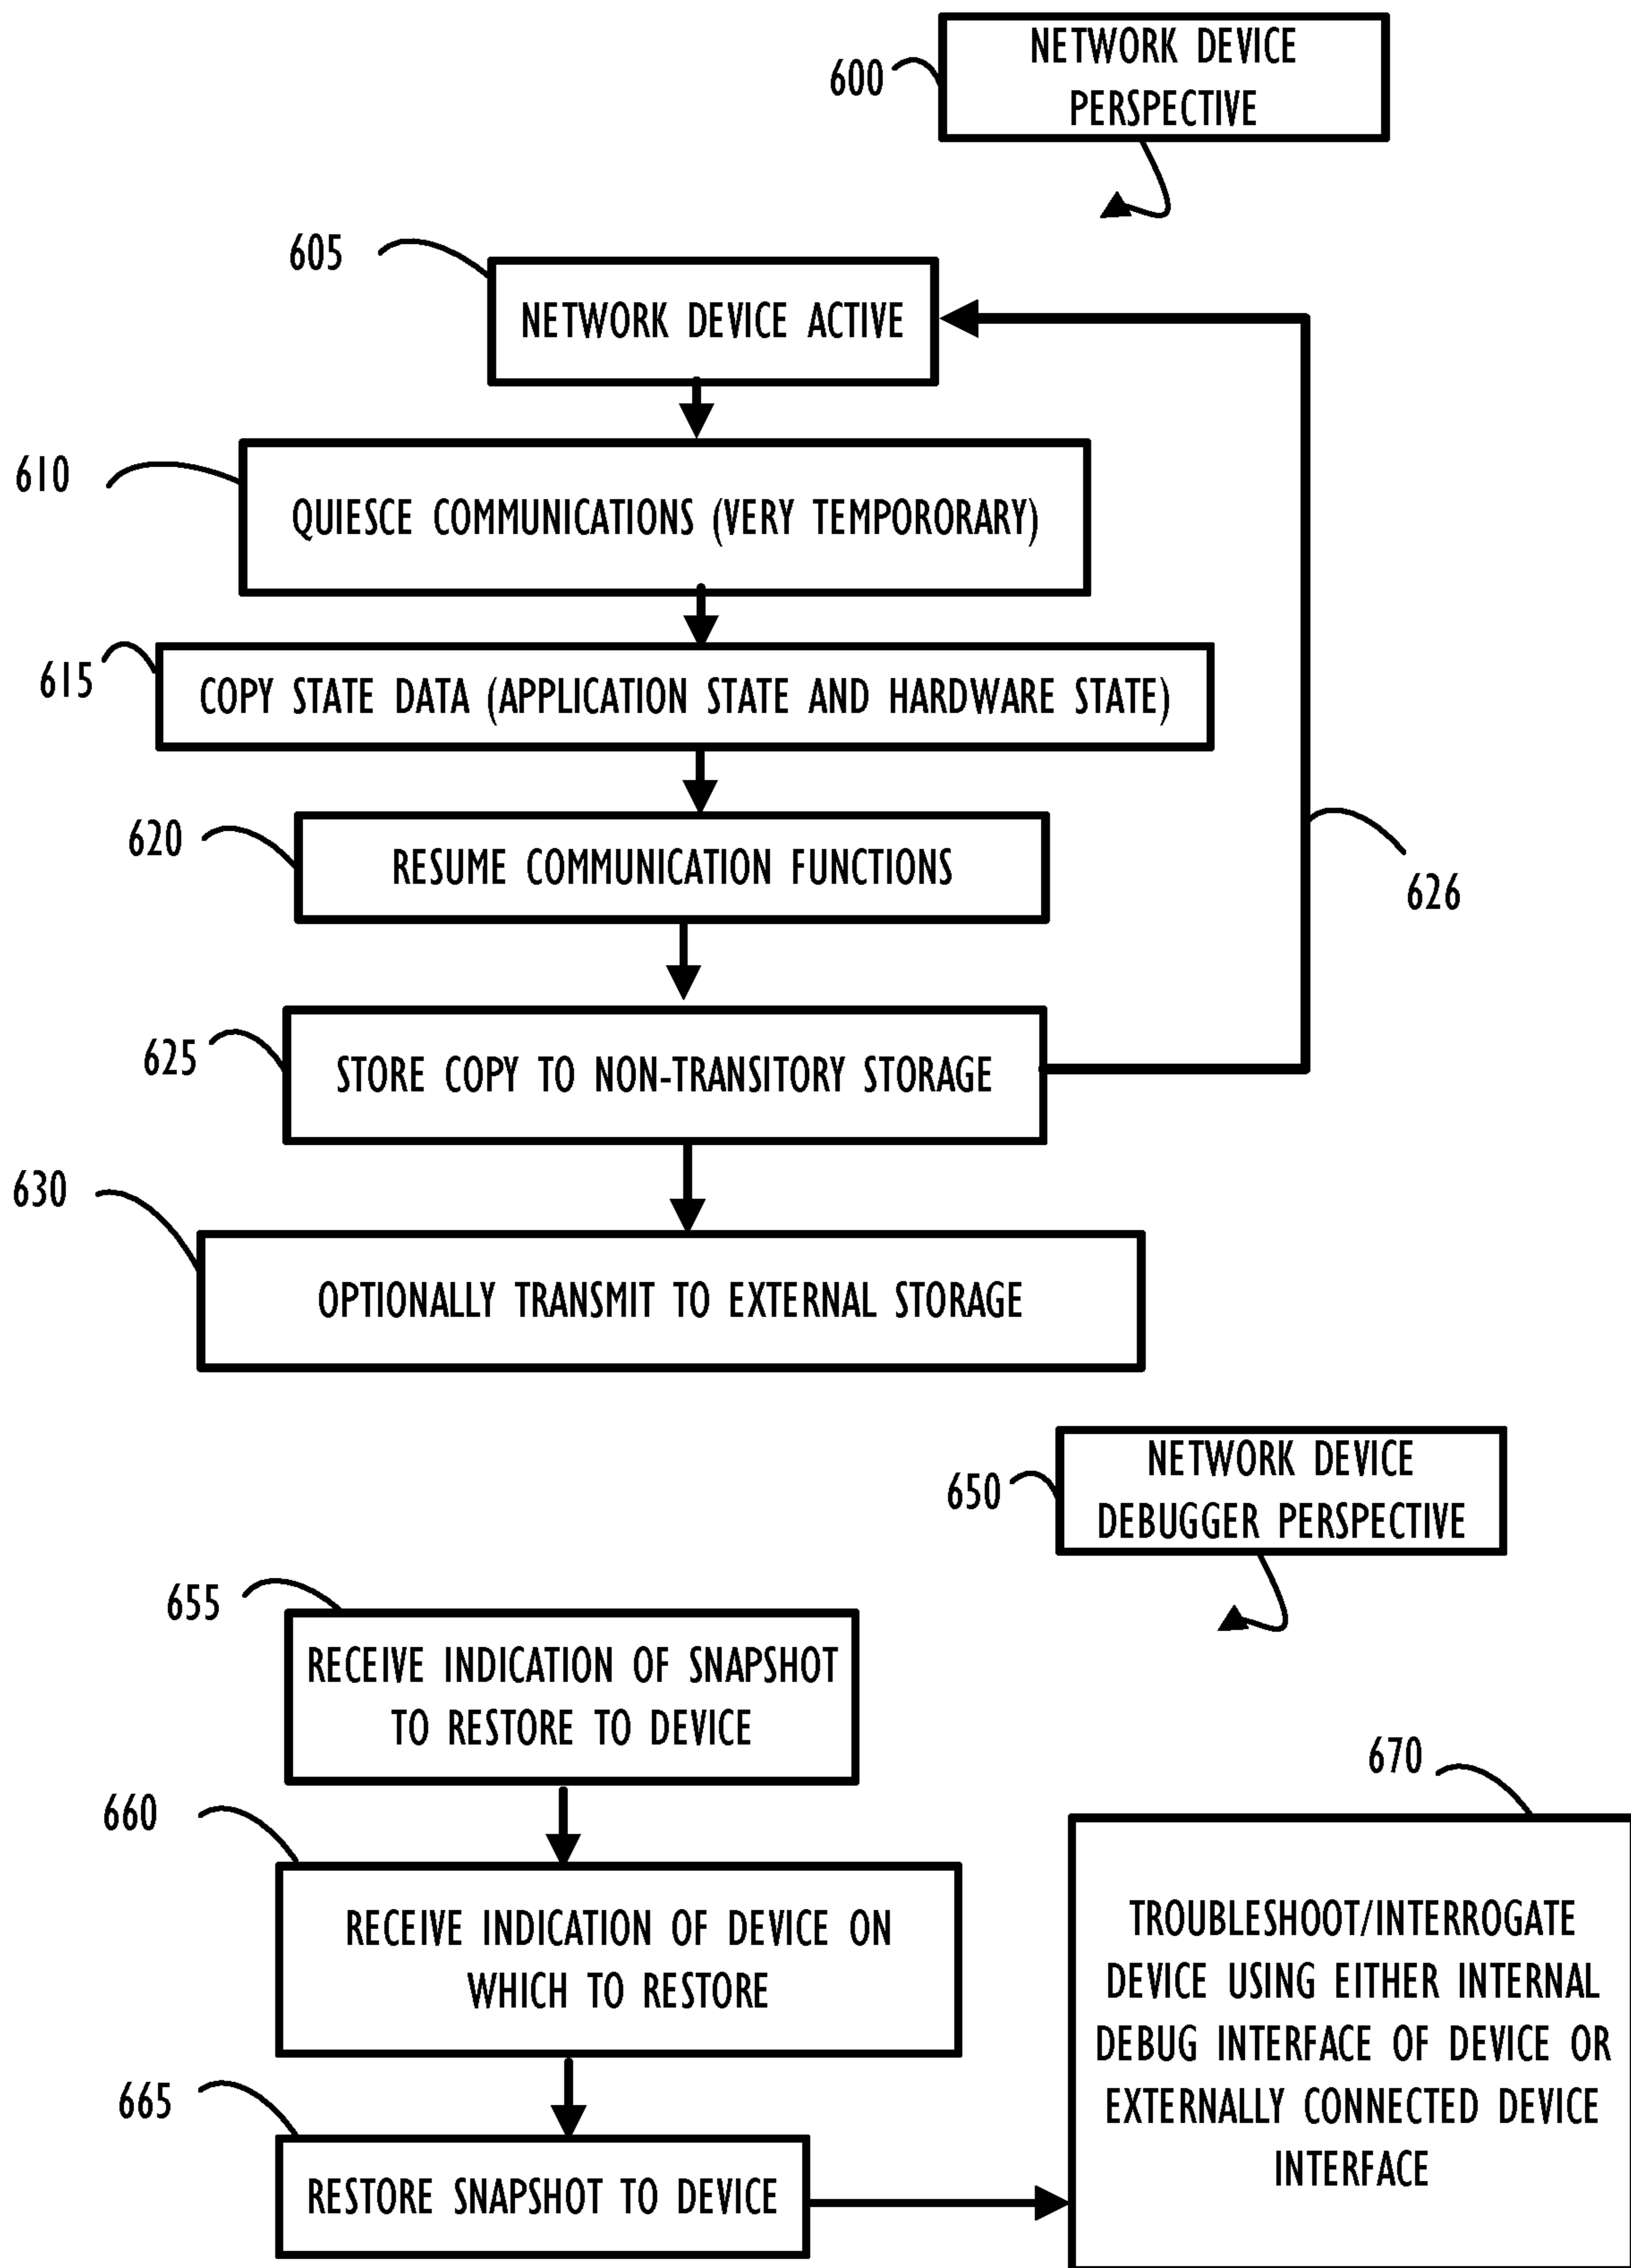 600
NETWORK DEVICE
PERSPECTIVE
605
NETWORK DEVICE ACTIVE
610
QUIESCE COMMUNICATIONS (VERY TEMPORORARY)
615
COPY STATE DATA (APPLICATION STATE AND HARDWARE STATE)
620
RESUME COMMUNICATION FUNCTIONS
626
625
STORE COPY TO NON-TRANSITORY STORAGE
630
OPTIONALLY TRANSMIT TO EXTERNAL STORAGE
650
NETWORK DEVICE
DEBUGGER PERSPECTIVE
655
RECEIVE INDICATION OF SNAPSHOT
TO RESTORE TO DEVICE
660
RECEIVE INDICATION OF DEVICE ON
WHICH TO RESTORE
665
RESTORE SNAPSHOT TO DEVICE
670
TROUBLESHOOT/INTERROGATE
DEVICE USING EITHER INTERNAL
DEBUG INTERFACE OF DEVICE OR
EXTERNALLY CONNECTED DEVICE
INTERFACE